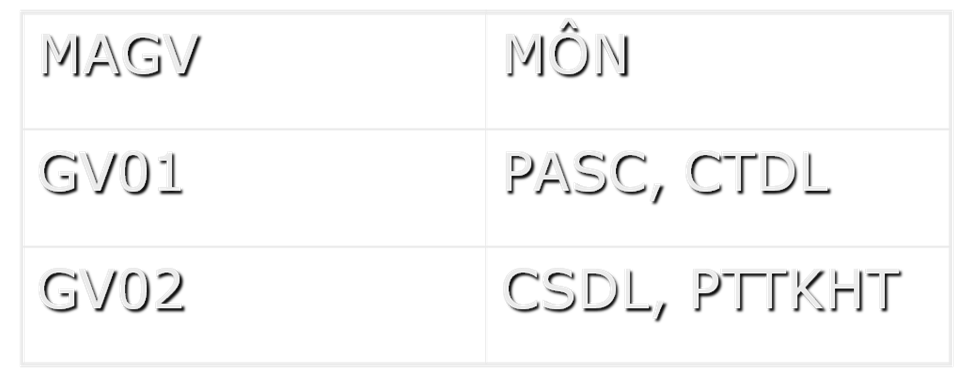 MAGV MÔN
GV01 PASC, CTDL
GV02 CSDL, PTTKHT